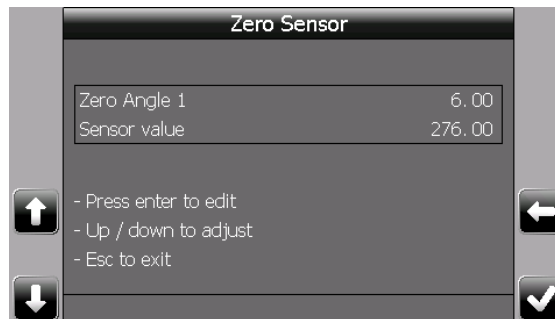 Zero Sensor
Zero Angle 1 6.00
Sensor value 276.00
- Press enter to edit
- Up / down to adjust
- Esc to exit